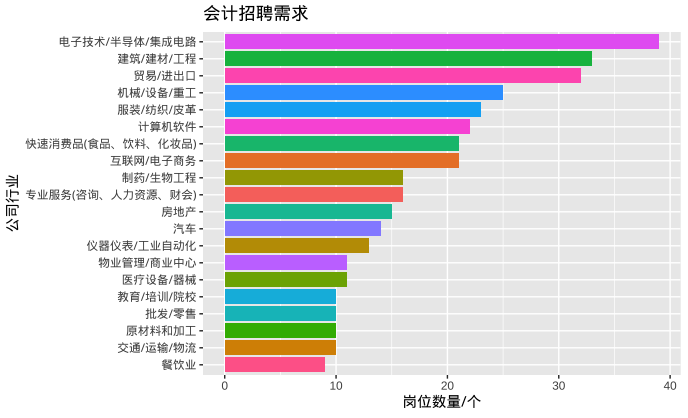 会计招聘需求
公司行业
电子技术/半导体/集成电路
建筑/建材/工程
贸易/进出口
机械/设备/重工
服装/纺织/皮革
计算机软件
快速消费品(食品、饮料、化妆品)
互联网/电子商务
制药/生物工程
专业服务(咨询、人力资源、财会)
房地产
汽车
仪器仪表/工业自动化
物业管理/商业中心
医疗设备/器械
教育/培训/院校
批发/零售
原材料和加工
交通/运输/物流
餐饮业
0 10 20 30 40
岗位数量/个